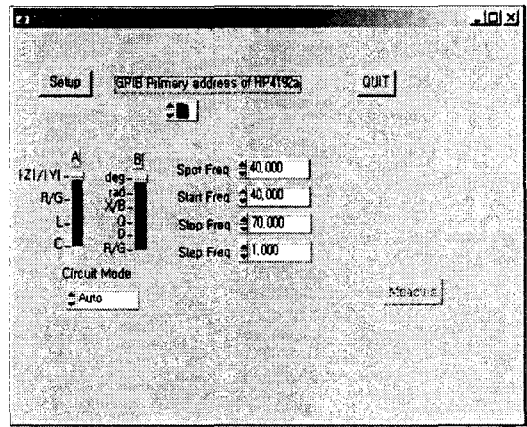 Setup
GPIB Primary address of HP4192a
QUIT
A
B
|Z|/|Y|
R/G
L
C
deg
rad
X/B
Q
D
R/G
Spot Freq 40.000
Start Freq 40.000
Stop Freq 70.000
Step Freq 1.000
Circuit Mode
Auto
Measure